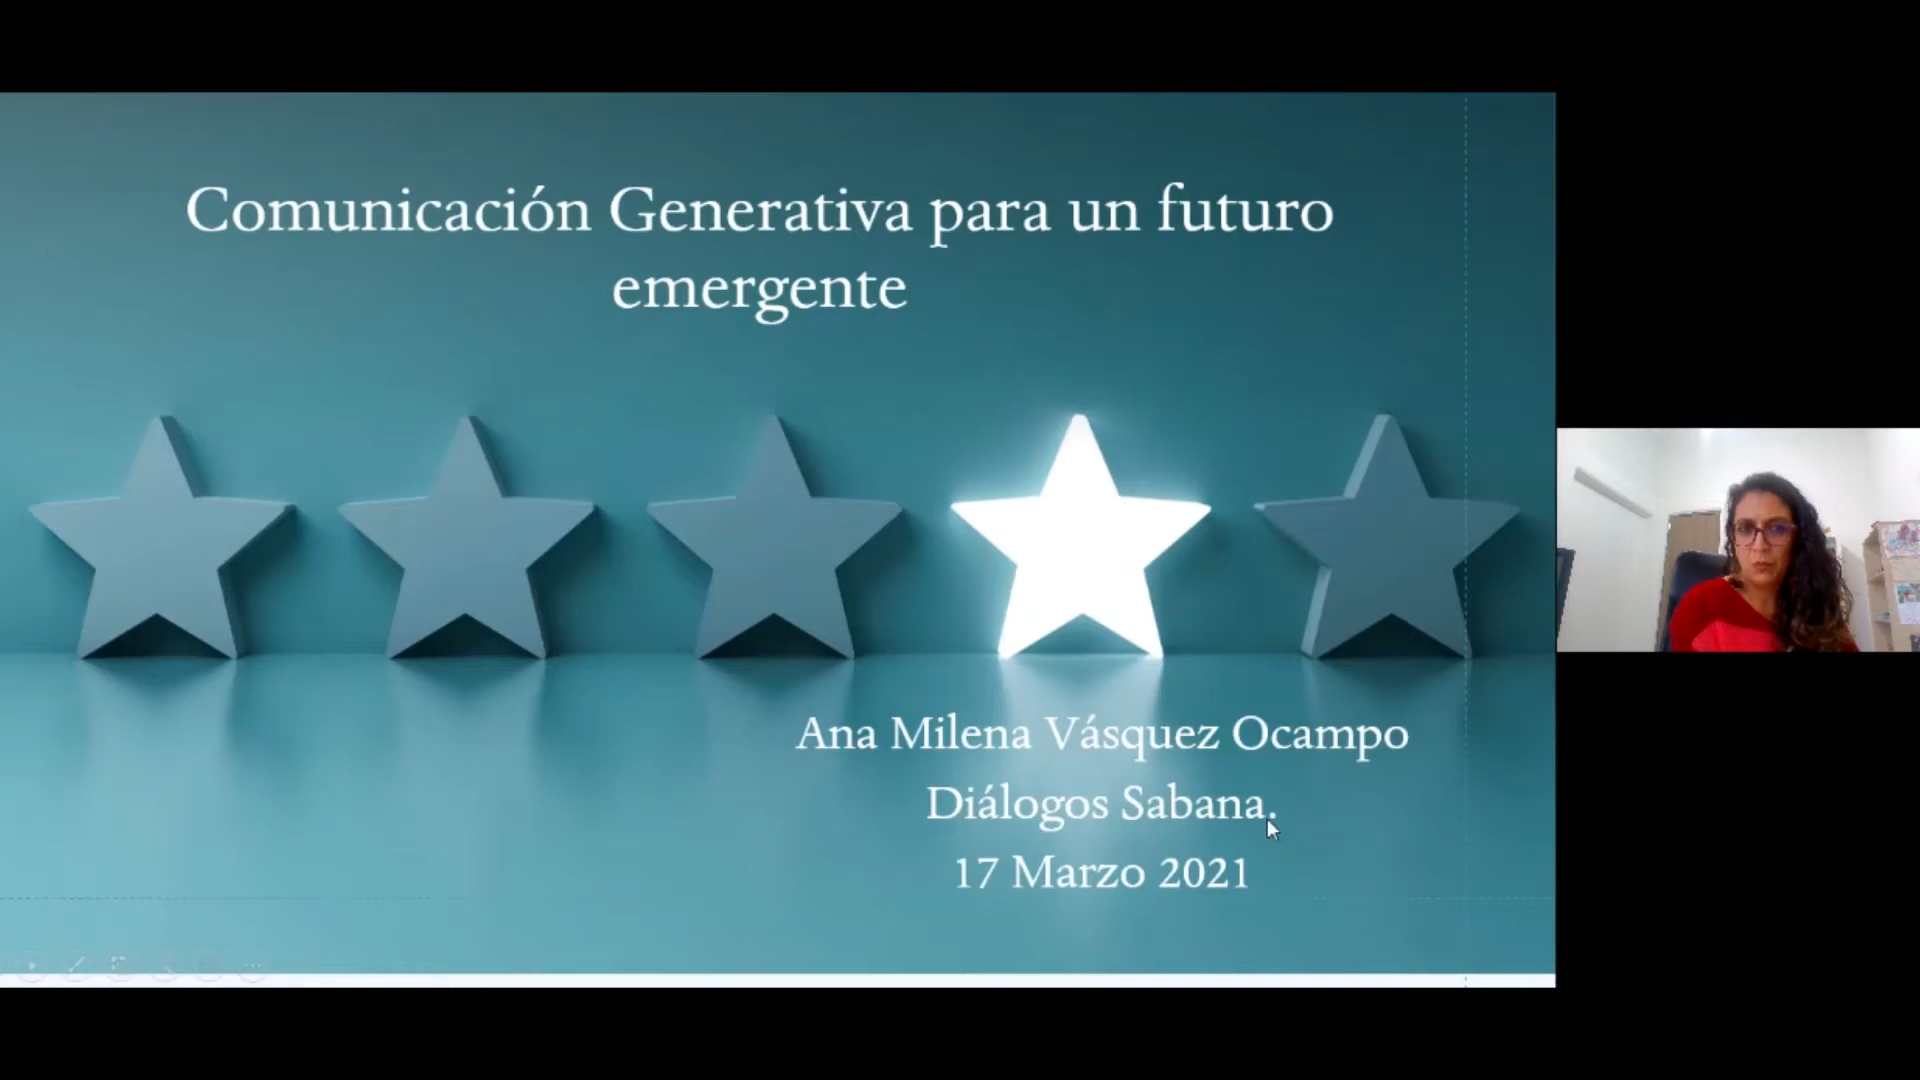 Comunicación Generativa para un futuro
emergente
Ana Milena Vásquez Ocampo
Diálogos Sabana.
17 Marzo 2021